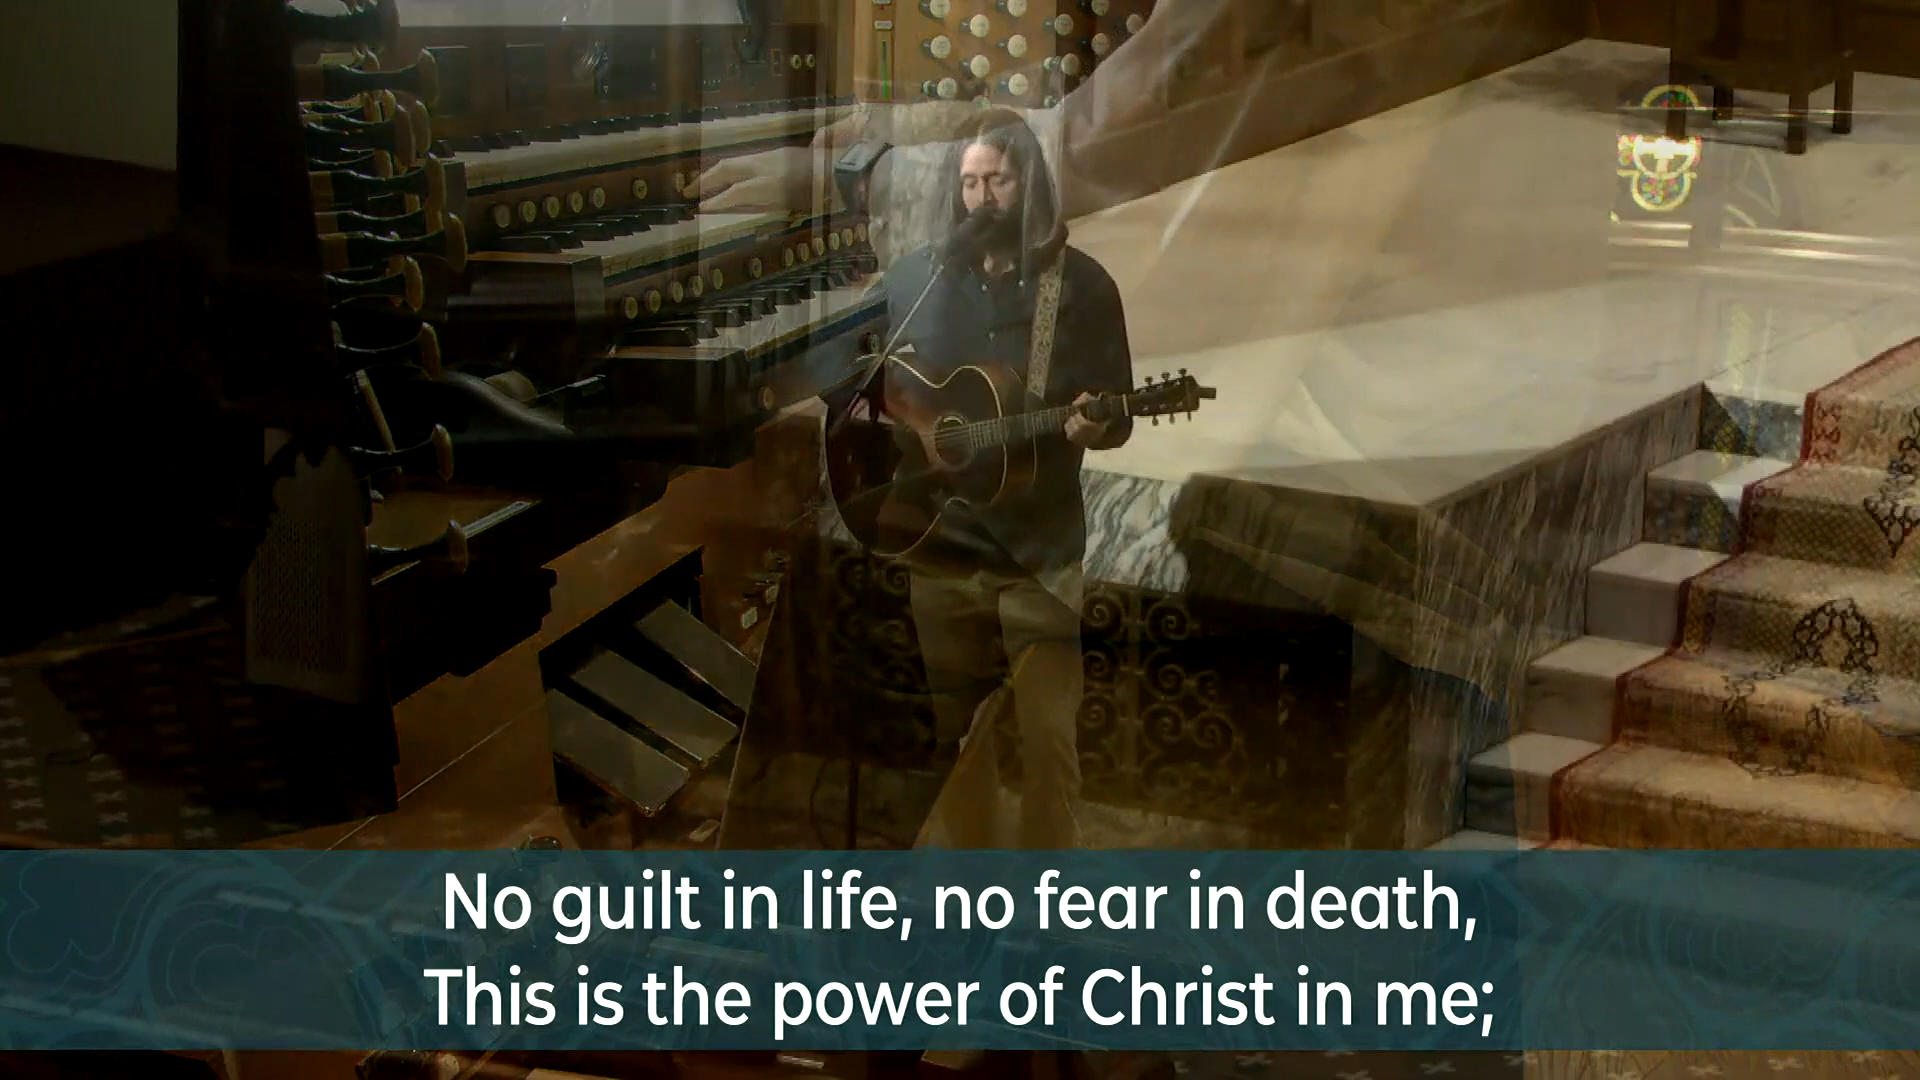 No guilt in life, no fear in death,
This is the power of Christ in me;